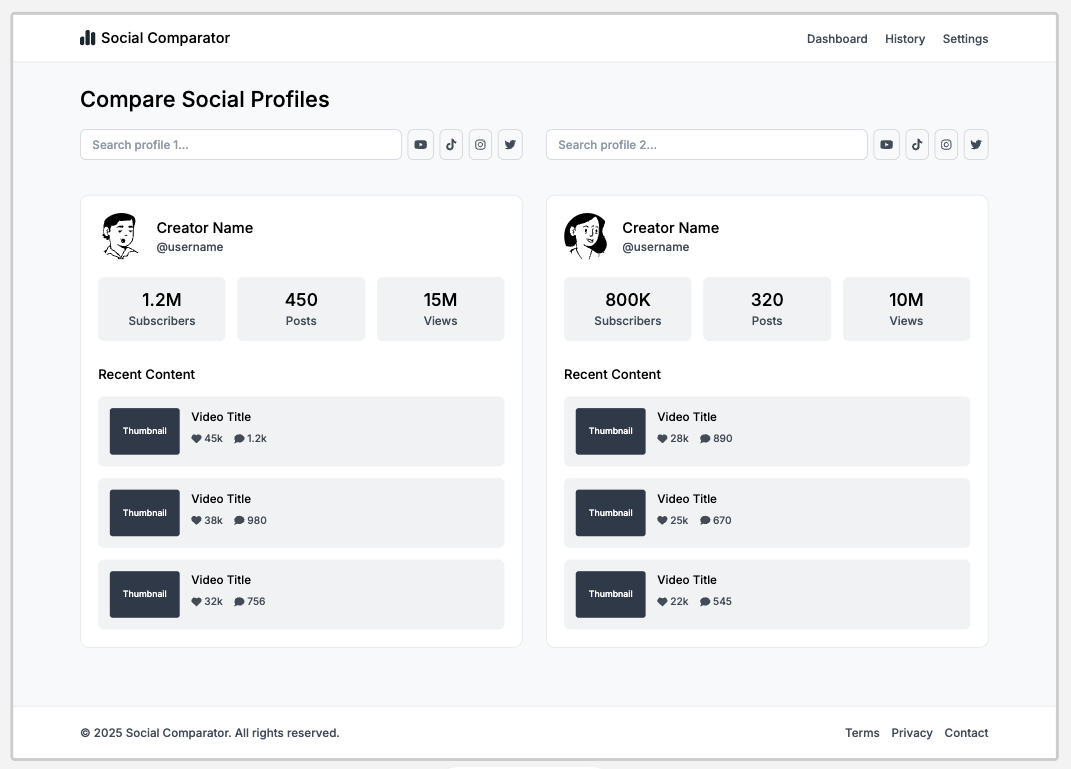 Social Comparator
Dashboard History Settings
Compare Social Profiles
Search profile 1...
Search profile 2...
Creator Name
@username
1.2M
Subscribers
450
Posts
15M
Views
Recent Content
Thumbnail
Video Title
45k 1.2k
Thumbnail
Video Title
38k 980
Thumbnail
Video Title
32k 756
Creator Name
@username
800K
Subscribers
320
Posts
10M
Views
Recent Content
Thumbnail
Video Title
28k 890
Thumbnail
Video Title
25k 670
Thumbnail
Video Title
22k 545
© 2025 Social Comparator. All rights reserved.
Terms Privacy Contact